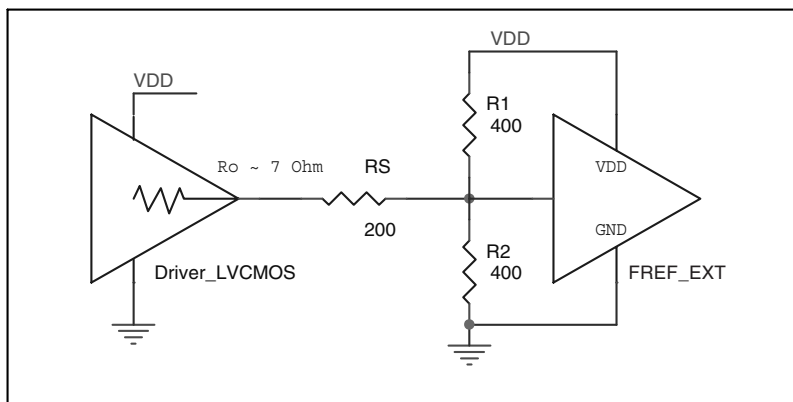 VDD
VDD
R1
400
Ro ~ 7 Ohm
RS
VDD
200
GND
R2
400
Driver_LVCMOS
FREF_EXT